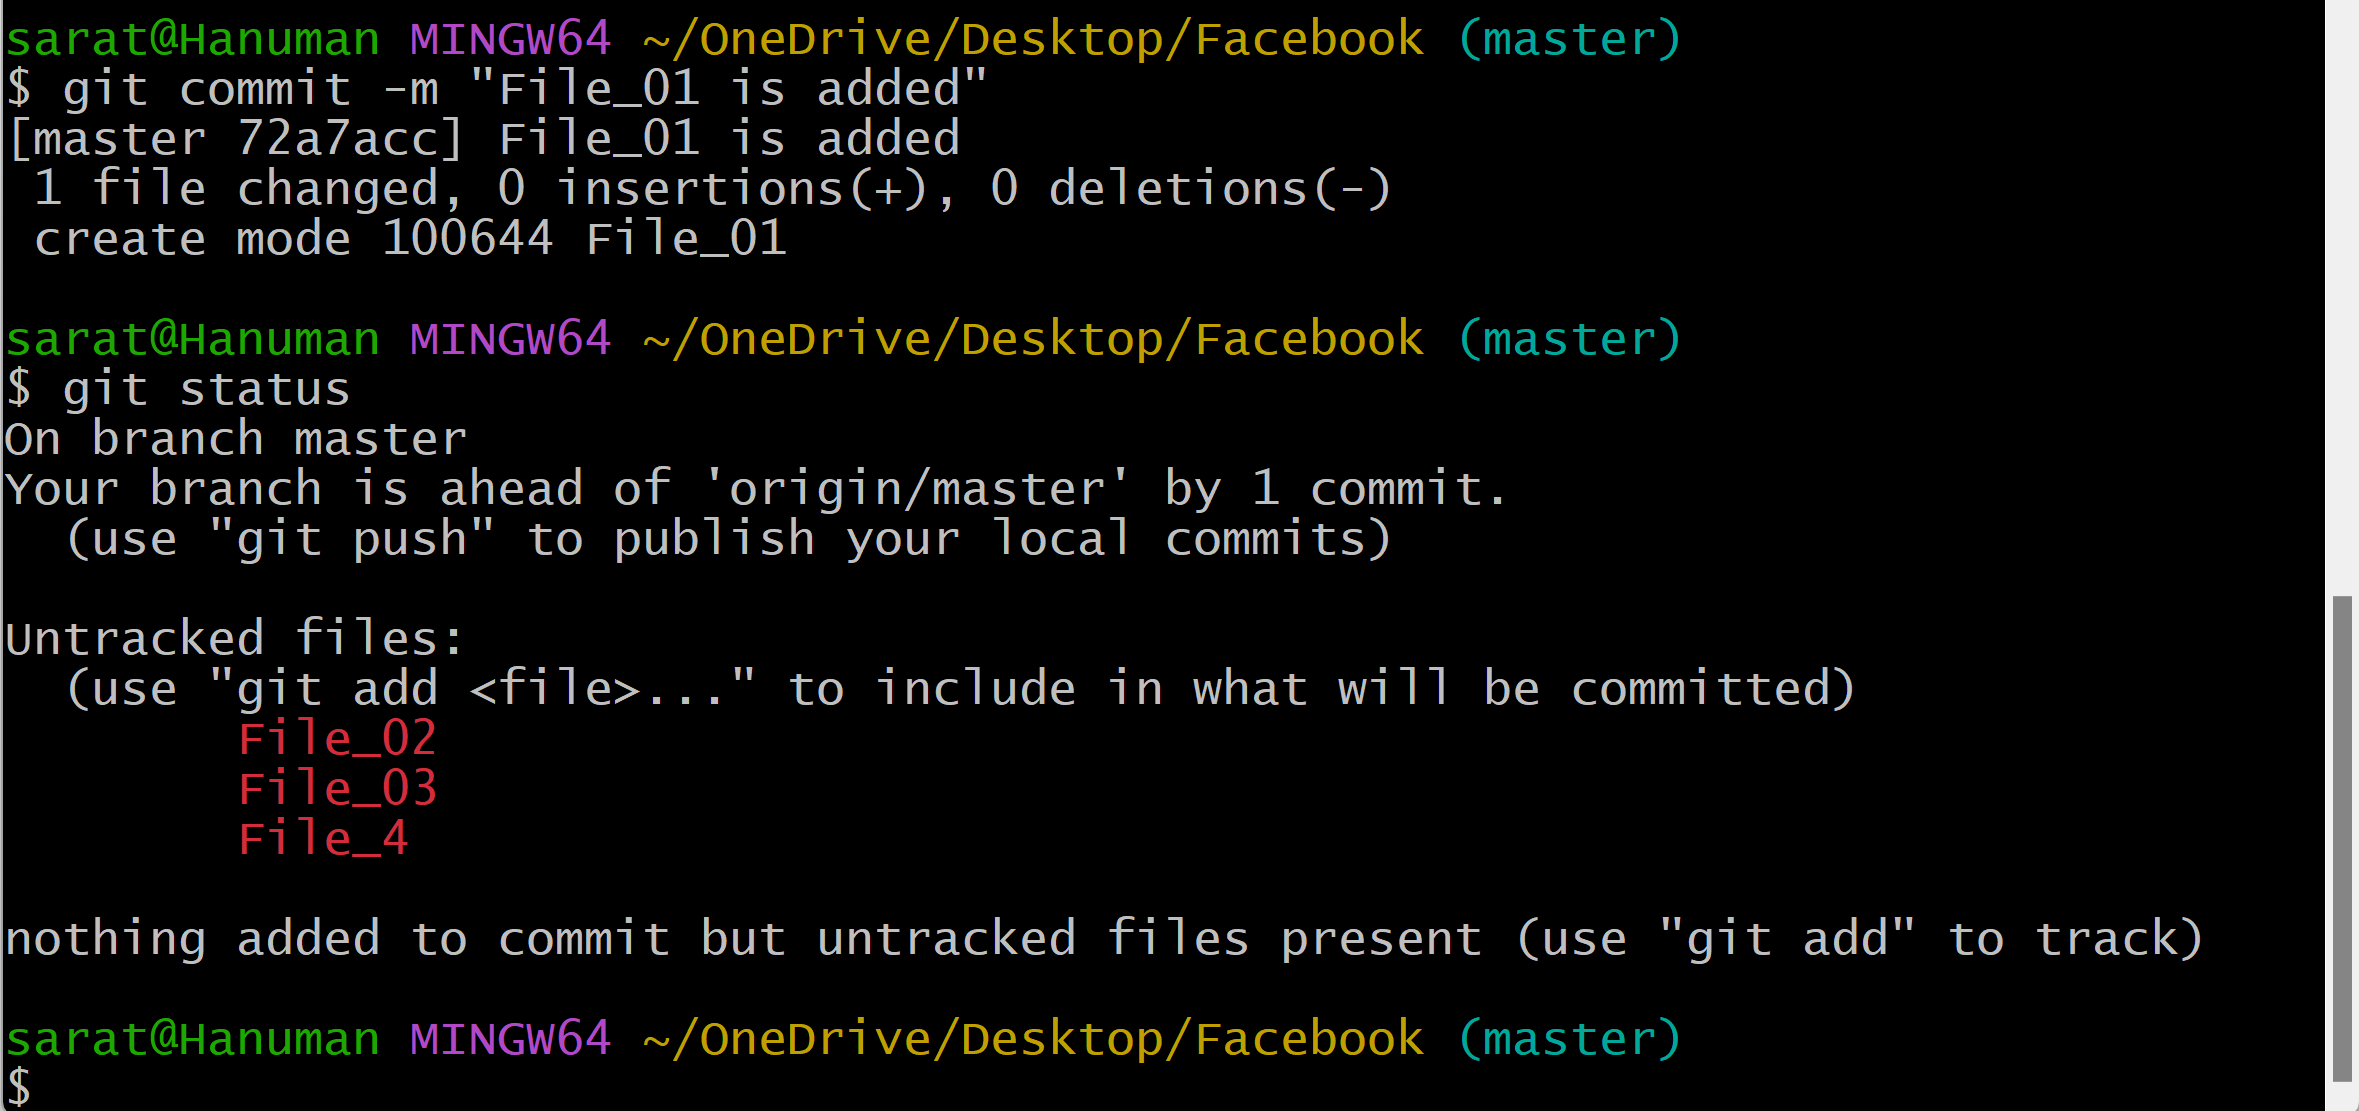 sarat@Hanuman MINGW64 ~/OneDrive/Desktop/Facebook (master)
$ git commit -m "File_01 is added"
[master 72a7acc] File_01 is added
 1 file changed, 0 insertions(+), 0 deletions(-)
 create mode 100644 File_01

sarat@Hanuman MINGW64 ~/OneDrive/Desktop/Facebook (master)
$ git status
On branch master
Your branch is ahead of 'origin/master' by 1 commit.
  (use "git push" to publish your local commits)

Untracked files:
  (use "git add <file>..." to include in what will be committed)
        File_02
        File_03
        File_4

nothing added to commit but untracked files present (use "git add" to track)

sarat@Hanuman MINGW64 ~/OneDrive/Desktop/Facebook (master)
$